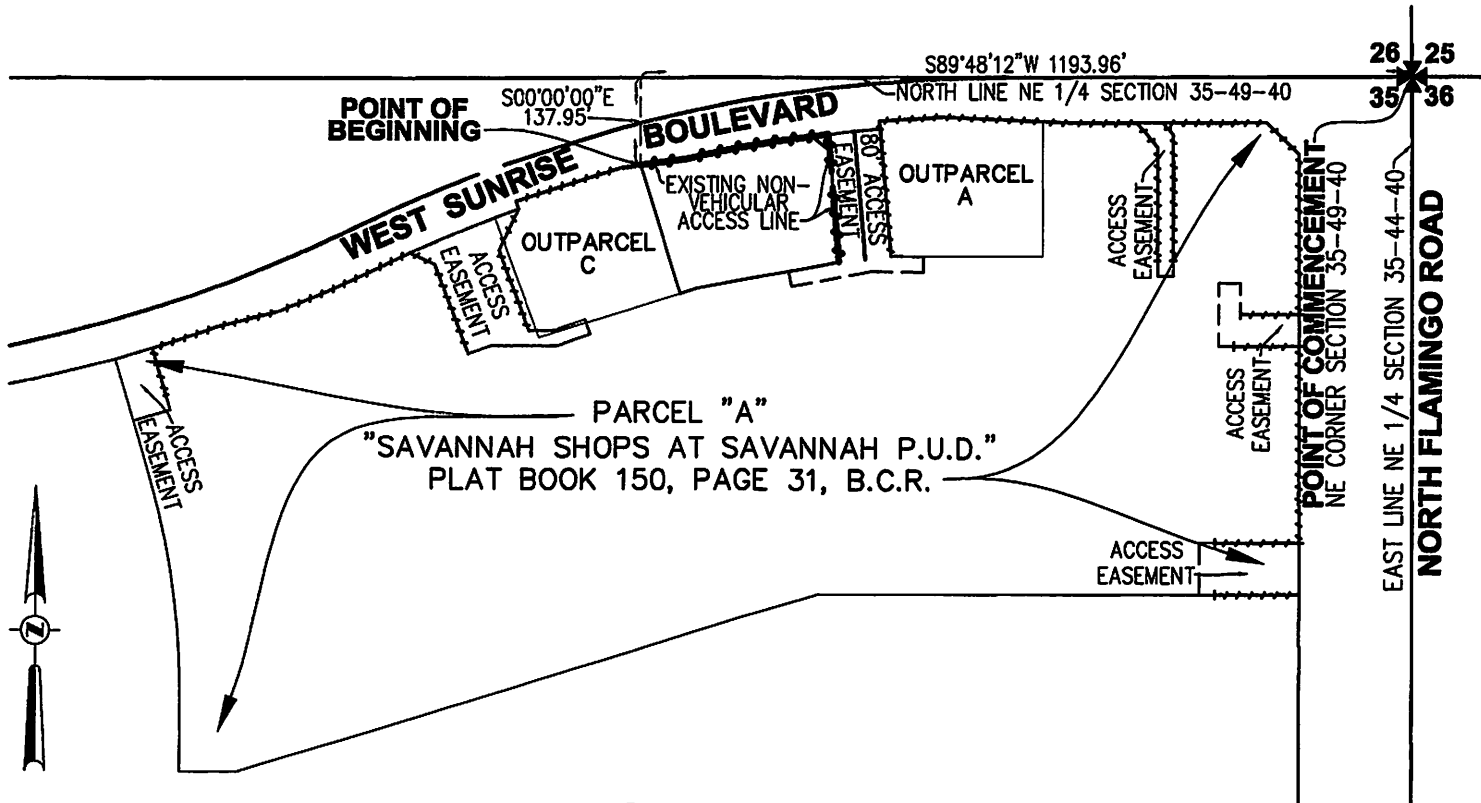 S89°48'12"W 1193.96'
26 25
35 36
NORTH LINE NE 1/4 SECTION 35-49-40
S00°00'00"E
137.95'
POINT OF
BEGINNING
WEST SUNRISE BOULEVARD
EXISTING NON-
VEHICULAR
ACCESS LINE
80' ACCESS
EASEMENT
OUTPARCEL
A
OUTPARCEL
C
ACCESS
EASEMENT
ACCESS
EASEMENT
ACCESS
EASEMENT
ACCESS
EASEMENT
POINT OF COMMENCEMENT
NE CORNER SECTION 35-49-40
EAST LINE NE 1/4 SECTION 35-44-40
NORTH FLAMINGO ROAD
PARCEL "A"
"SAVANNAH SHOPS AT SAVANNAH P.U.D."
PLAT BOOK 150, PAGE 31, B.C.R.
ACCESS
EASEMENT
N